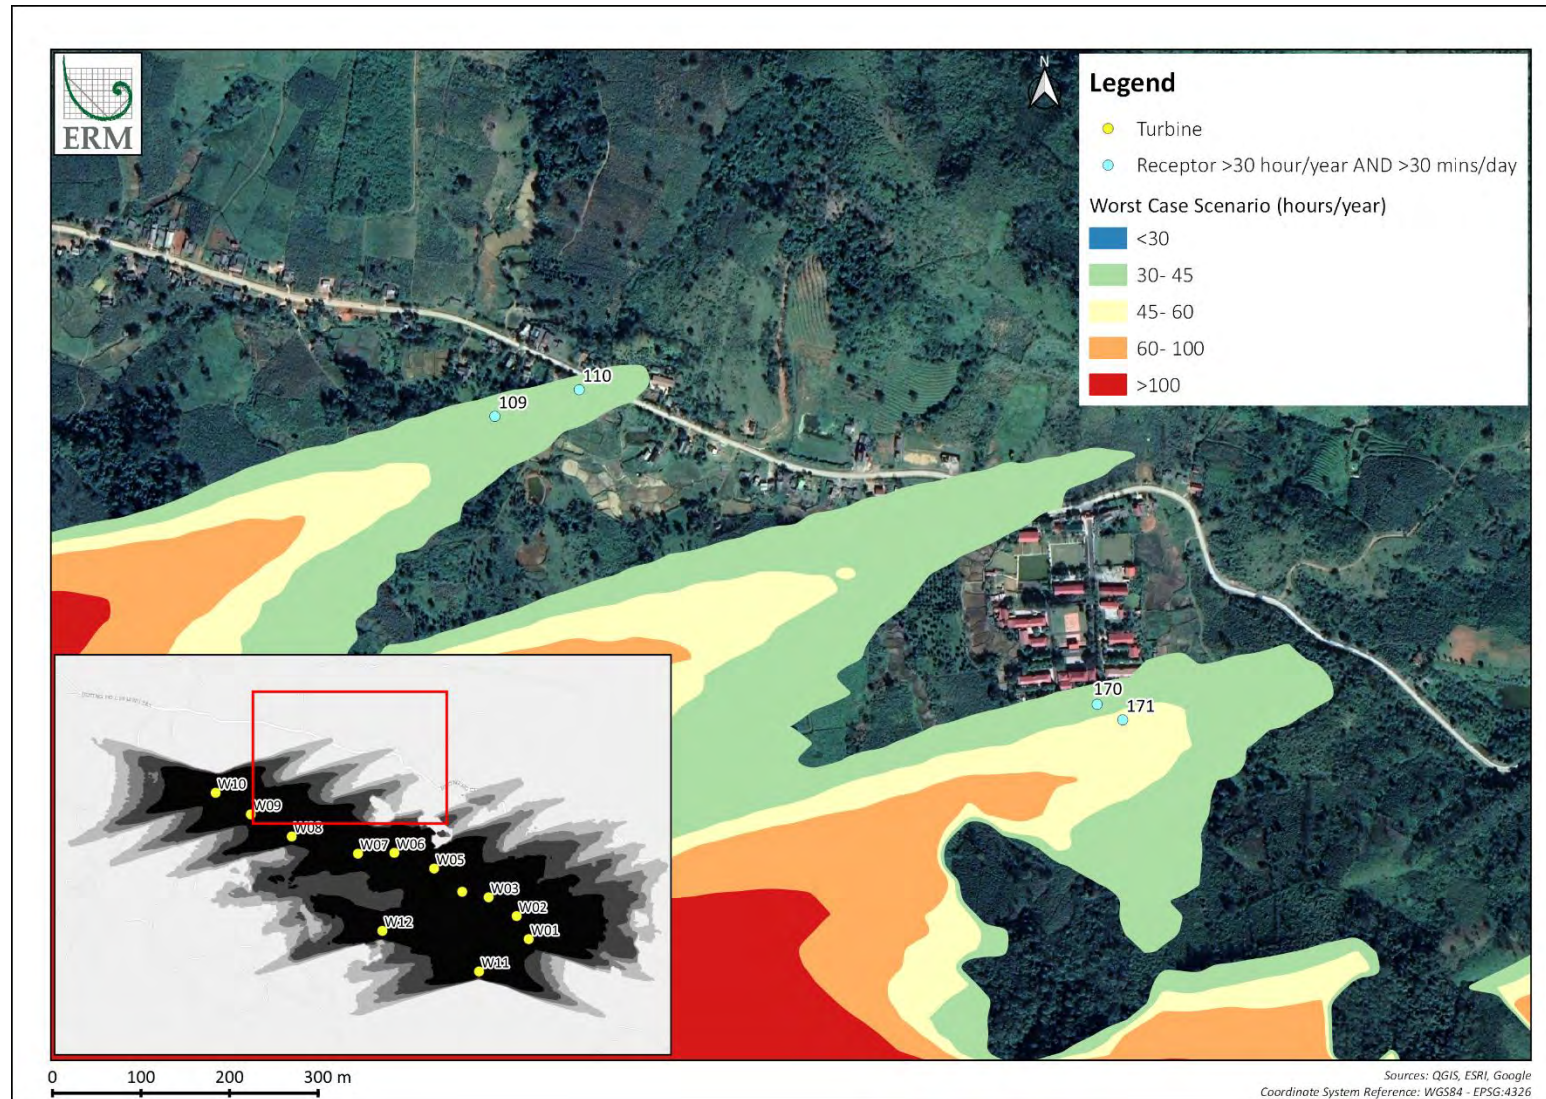 ERM
N
Legend
Turbine
Receptor >30 hour/year AND >30 mins/day
Worst Case Scenario (hours/year)
<30
30- 45
45- 60
60- 100
>100
110
109
170
171
W10
W09
W08
W07
W06
W05
W03
W02
W01
W12
W11
0 100 200 300 m
Sources: QGIS, ESRI, Google
Coordinate System Reference: WGS84 - EPSG:4326